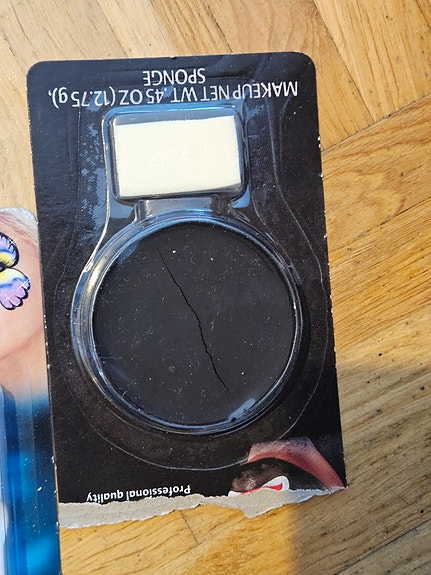 Professional quality
MAKEUP NET WT .45 OZ (12.75 g),
SPONGE